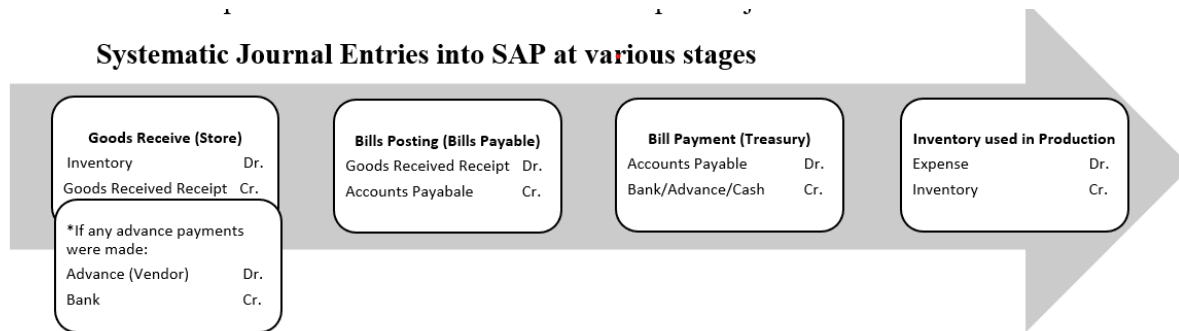 Systematic Journal Entries into SAP at various stages
Goods Receive (Store)
Inventory Dr.
Goods Received Receipt Cr.
*If any advance payments
were made:
Advance (Vendor) Dr.
Bank Cr.
Bills Posting (Bills Payable)
Goods Received Receipt Dr.
Accounts Payabale Cr.
Bill Payment (Treasury)
Accounts Payable Dr.
Bank/Advance/Cash Cr.
Inventory used in Production
Expense Dr.
Inventory Cr.